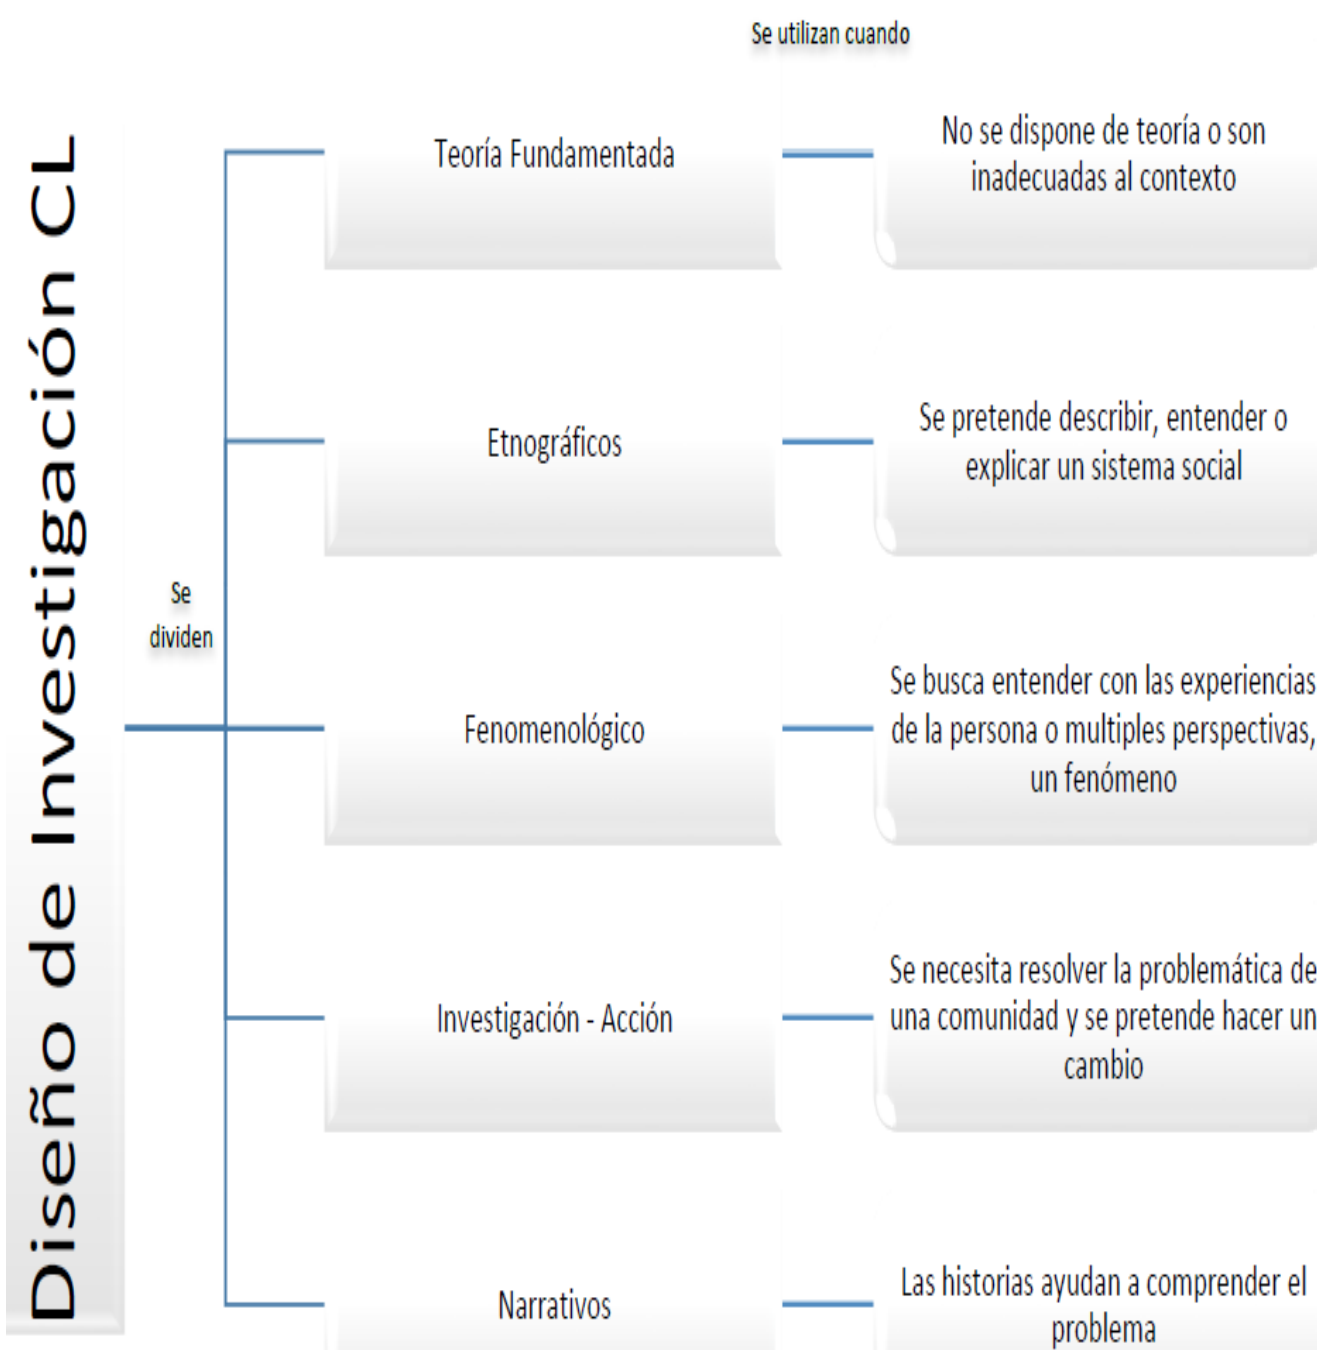 Se utilizan cuando
Diseño de Investigación CL
Se
dividen
Teoría Fundamentada
No se dispone de teoría o son
inadecuadas al contexto
Etnográficos
Se pretende describir, entender o
explicar un sistema social
Fenomenológico
Se busca entender con las experiencias
de la persona o multiples perspectivas,
un fenómeno
Investigación - Acción
Se necesita resolver la problemática de
una comunidad y se pretende hacer un
cambio
Narrativos
Las historias ayudan a comprender el
problema